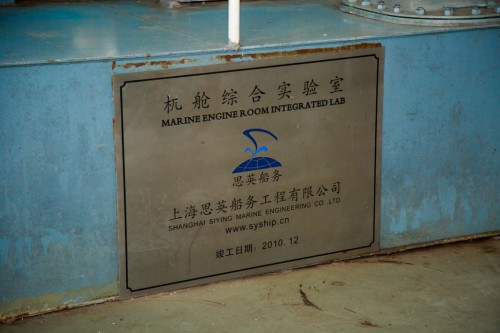 机舱综合实验室
MARINE ENGINE ROOM INTEGRATED LAB
思英船务
上海思英船务工程有限公司
SHANGHAI SIYING MARINE ENGINEERING CO .,LTD
www.syship.cn
竣工日期：2010. 12